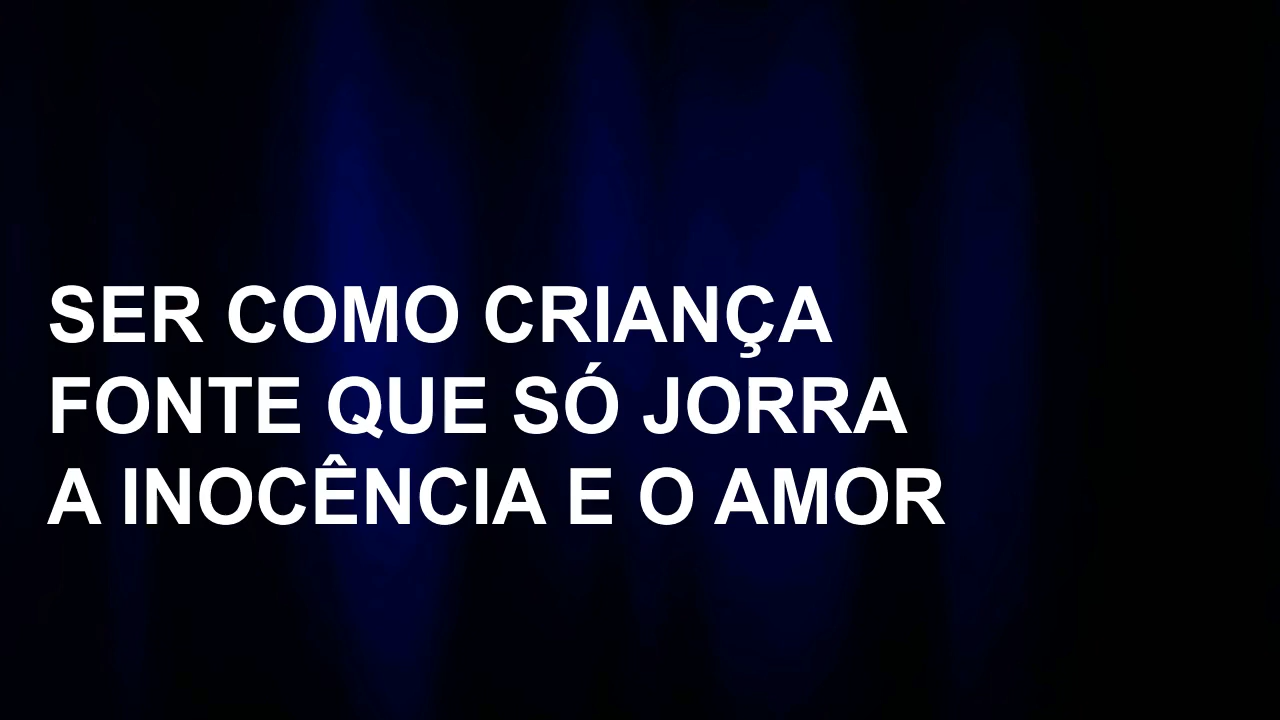 SER COMO CRIANÇA
FONTE QUE SÓ JORRA
A INOCÊNCIA E O AMOR